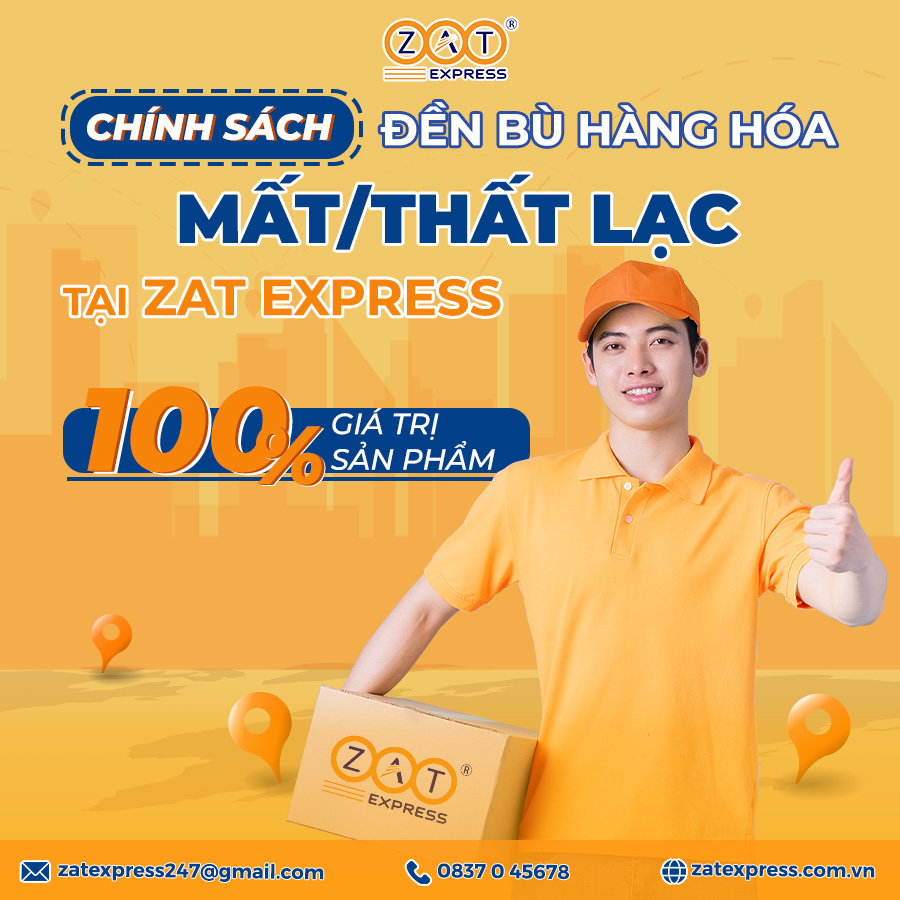 ZAT®
EXPRESS
CHÍNH SÁCH ĐỀN BÙ HÀNG HÓA
MẤT/THẤT LẠC
TẠI ZAT EXPRESS
100% GIÁ TRỊ
SẢN PHẨM
ZAT®
EXPRESS
zatexpress247@gmail.com 0837 0 45678 zatexpress.com.vn